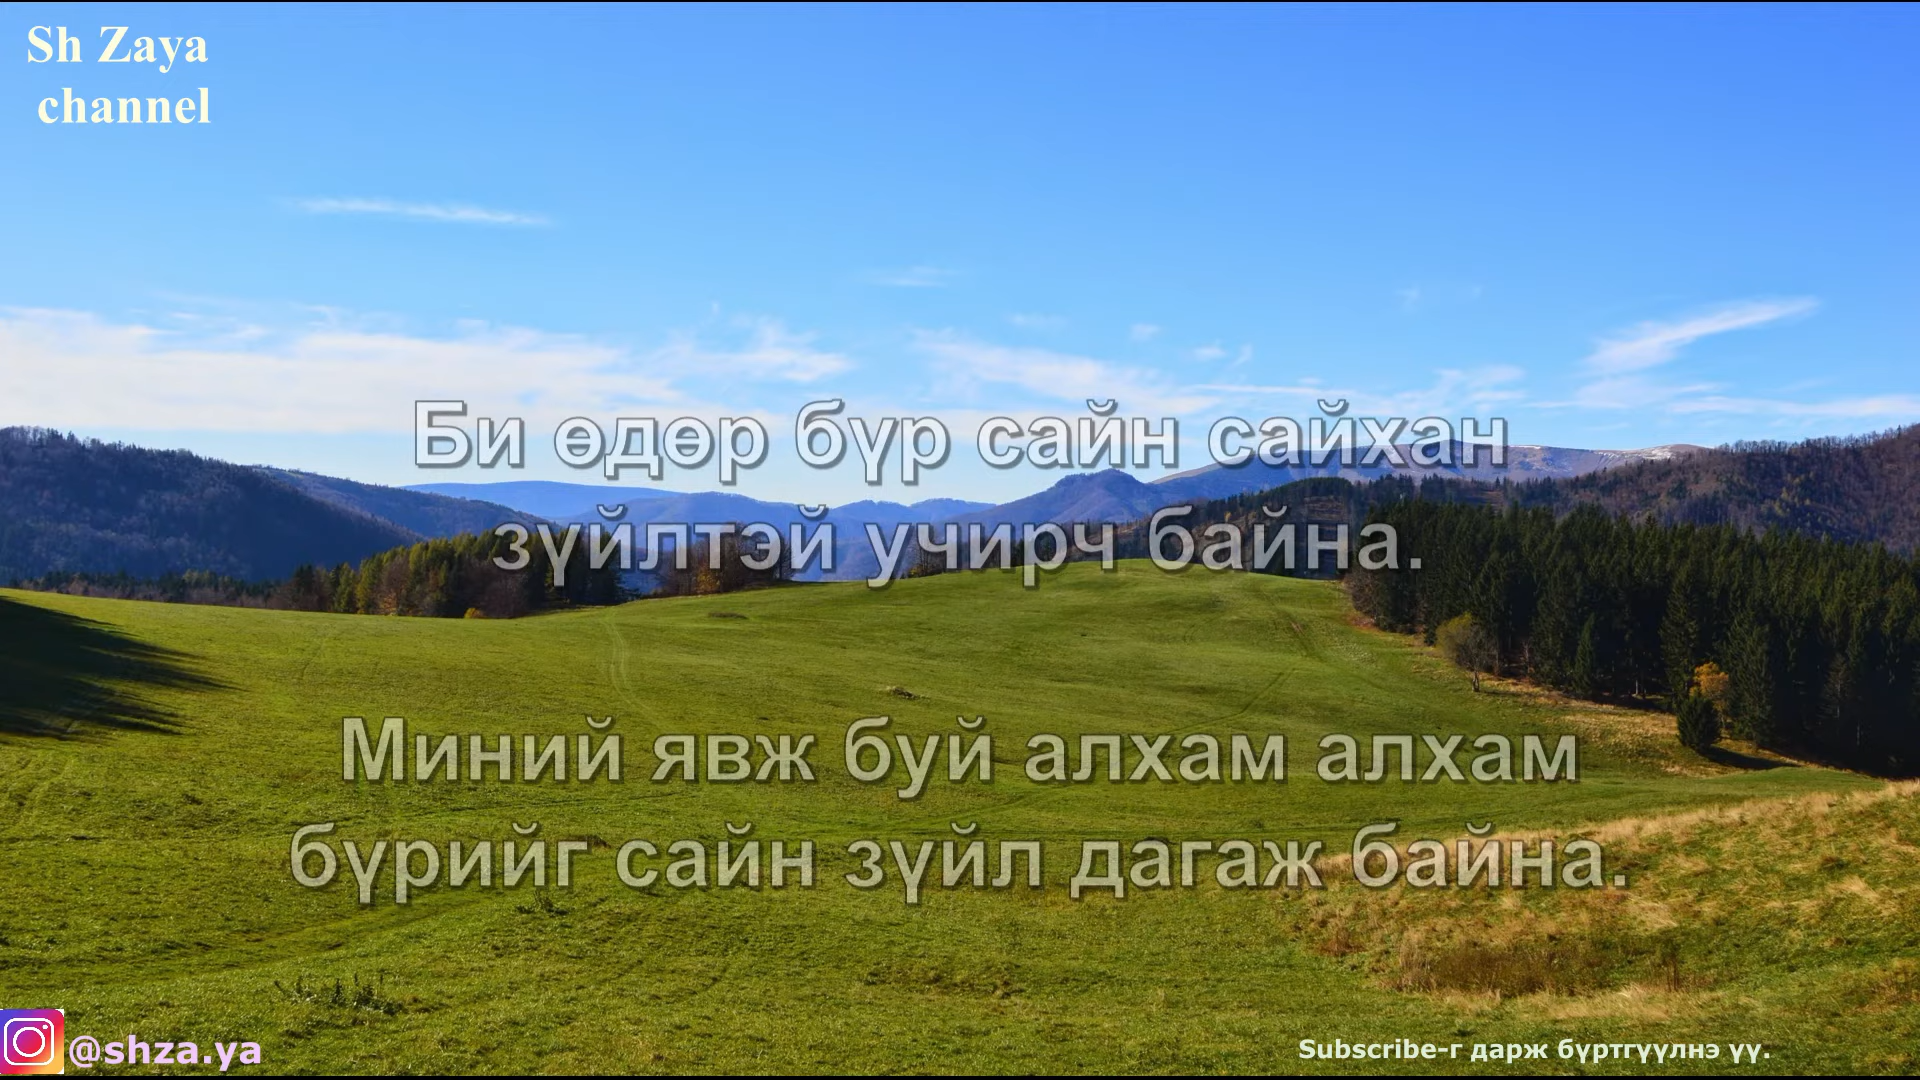 Sh Zaya
channel
Би өдөр бүр сайн сайхан
зүйлтэй учирч байна.
Миний явж буй алхам алхам
бүрийг сайн зүйл дагаж байна.
@shza.ya
Subscribe-г дарж бүртгүүлнэ үү.